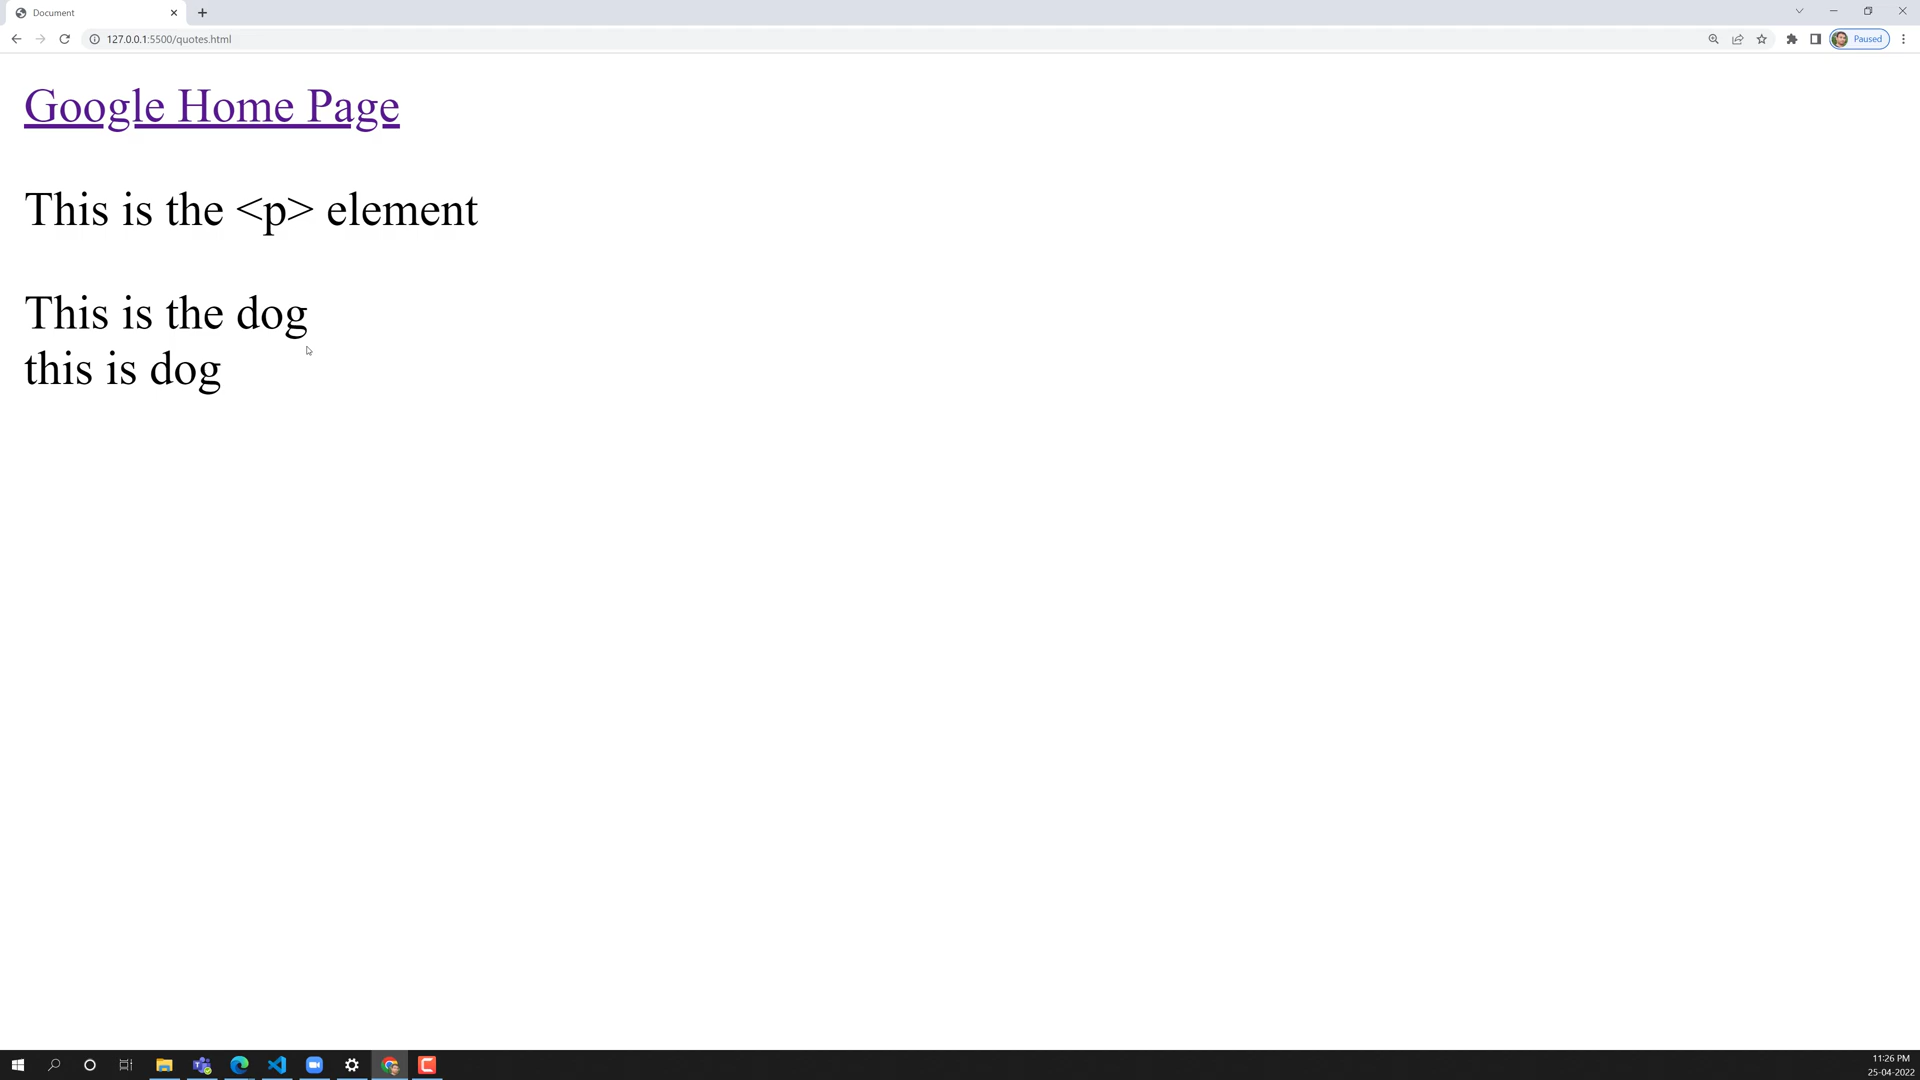 Document
127.0.0.1:5500/quotes.html
Paused
Google Home Page
This is the <p> element
This is the dog
this is dog
11:26 PM
25-04-2022